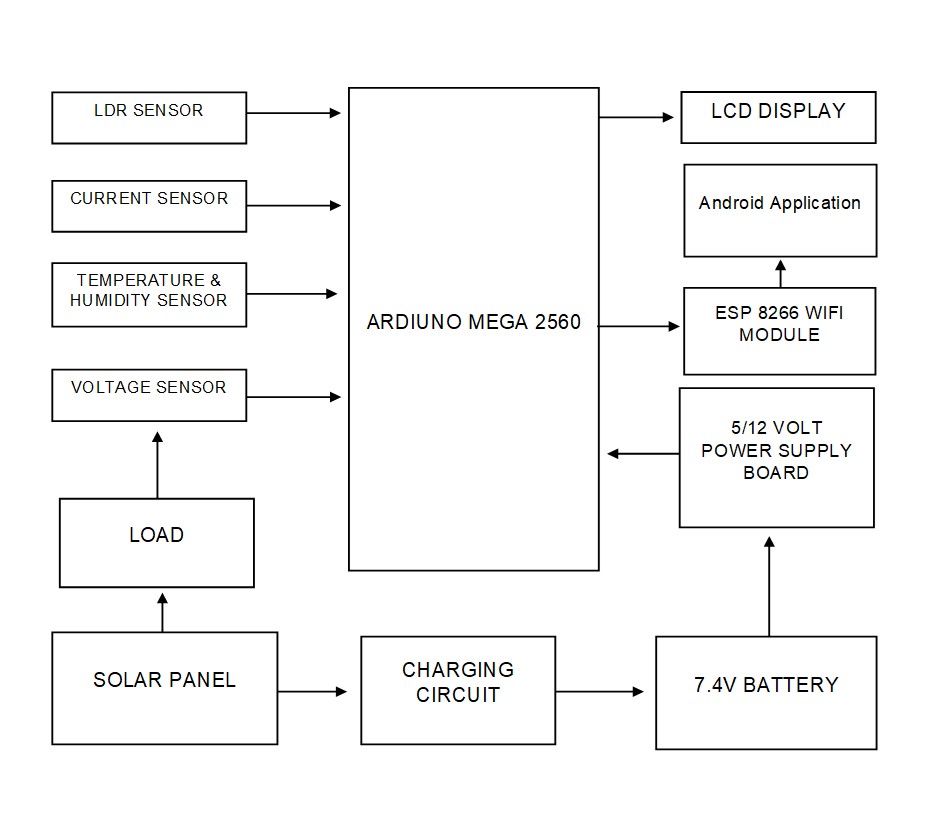 LDR SENSOR
CURRENT SENSOR
TEMPERATURE &
HUMIDITY SENSOR
VOLTAGE SENSOR
LOAD
SOLAR PANEL
ARDIUNO MEGA 2560
CHARGING
CIRCUIT
LCD DISPLAY
Android Application
ESP 8266 WIFI
MODULE
5/12 VOLT
POWER SUPPLY
BOARD
7.4V BATTERY